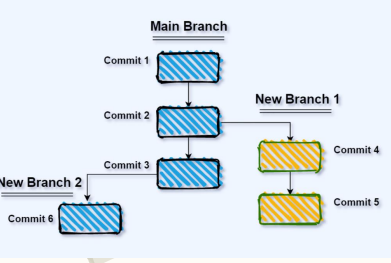 Main Branch
Commit 1
Commit 2
New Branch 1
Commit 4
Commit 3
New Branch 2
Commit 5
Commit 6